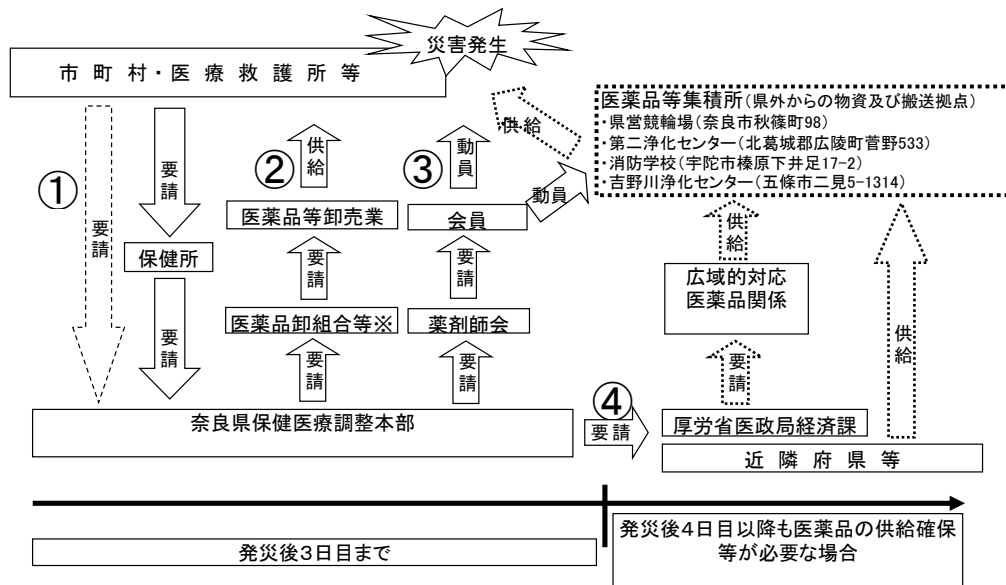 災害発生
市町村・医療救護所等
医薬品等集積所（県外からの物資及び搬送拠点）
・県営競輪場（奈良市秋篠町98）
・第二浄化センター（北葛城郡広陵町菅野533）
・消防学校（宇陀市榛原下井足17-2）
・吉野川浄化センター（五條市二見5-1314）
①
要請
要請
保健所
要請
②
供給
医薬品等卸売業
要請
医薬品卸組合等※
要請
③
動員
会員
要請
薬剤師会
要請
供給
動員
供給
広域的対応
医薬品関係
要請
供給
奈良県保健医療調整本部
④
要請
厚労省医政局経済課
近隣府県等
発災後３日目まで
発災後４日目以降も医薬品の供給確保
等が必要な場合